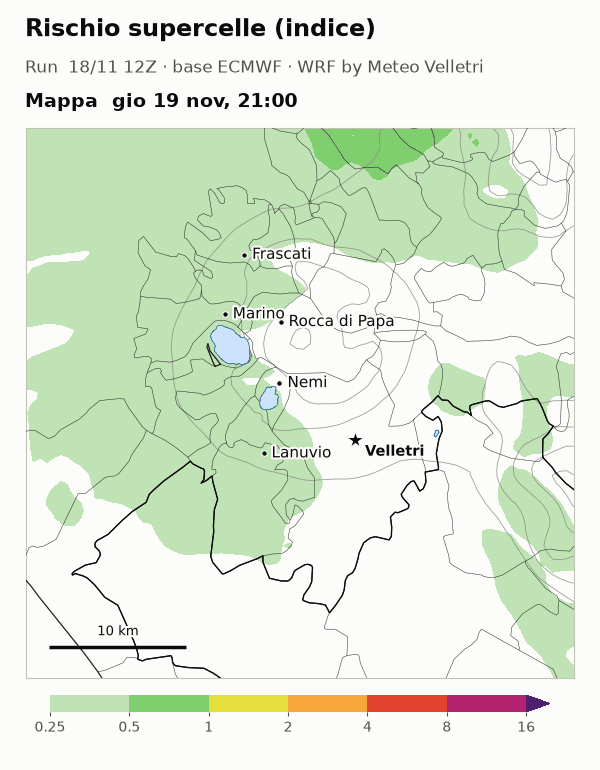 Rischio supercelle (indice)
Run  18/11 12Z · base ECMWF · WRF by Meteo Velletri
Mappa  gio 19 nov, 21:00
Frascati
Marino
Rocca di Papa
Nemi
Velletri
Lanuvio
10 km
0.25 0.5 1 2 4 8 16